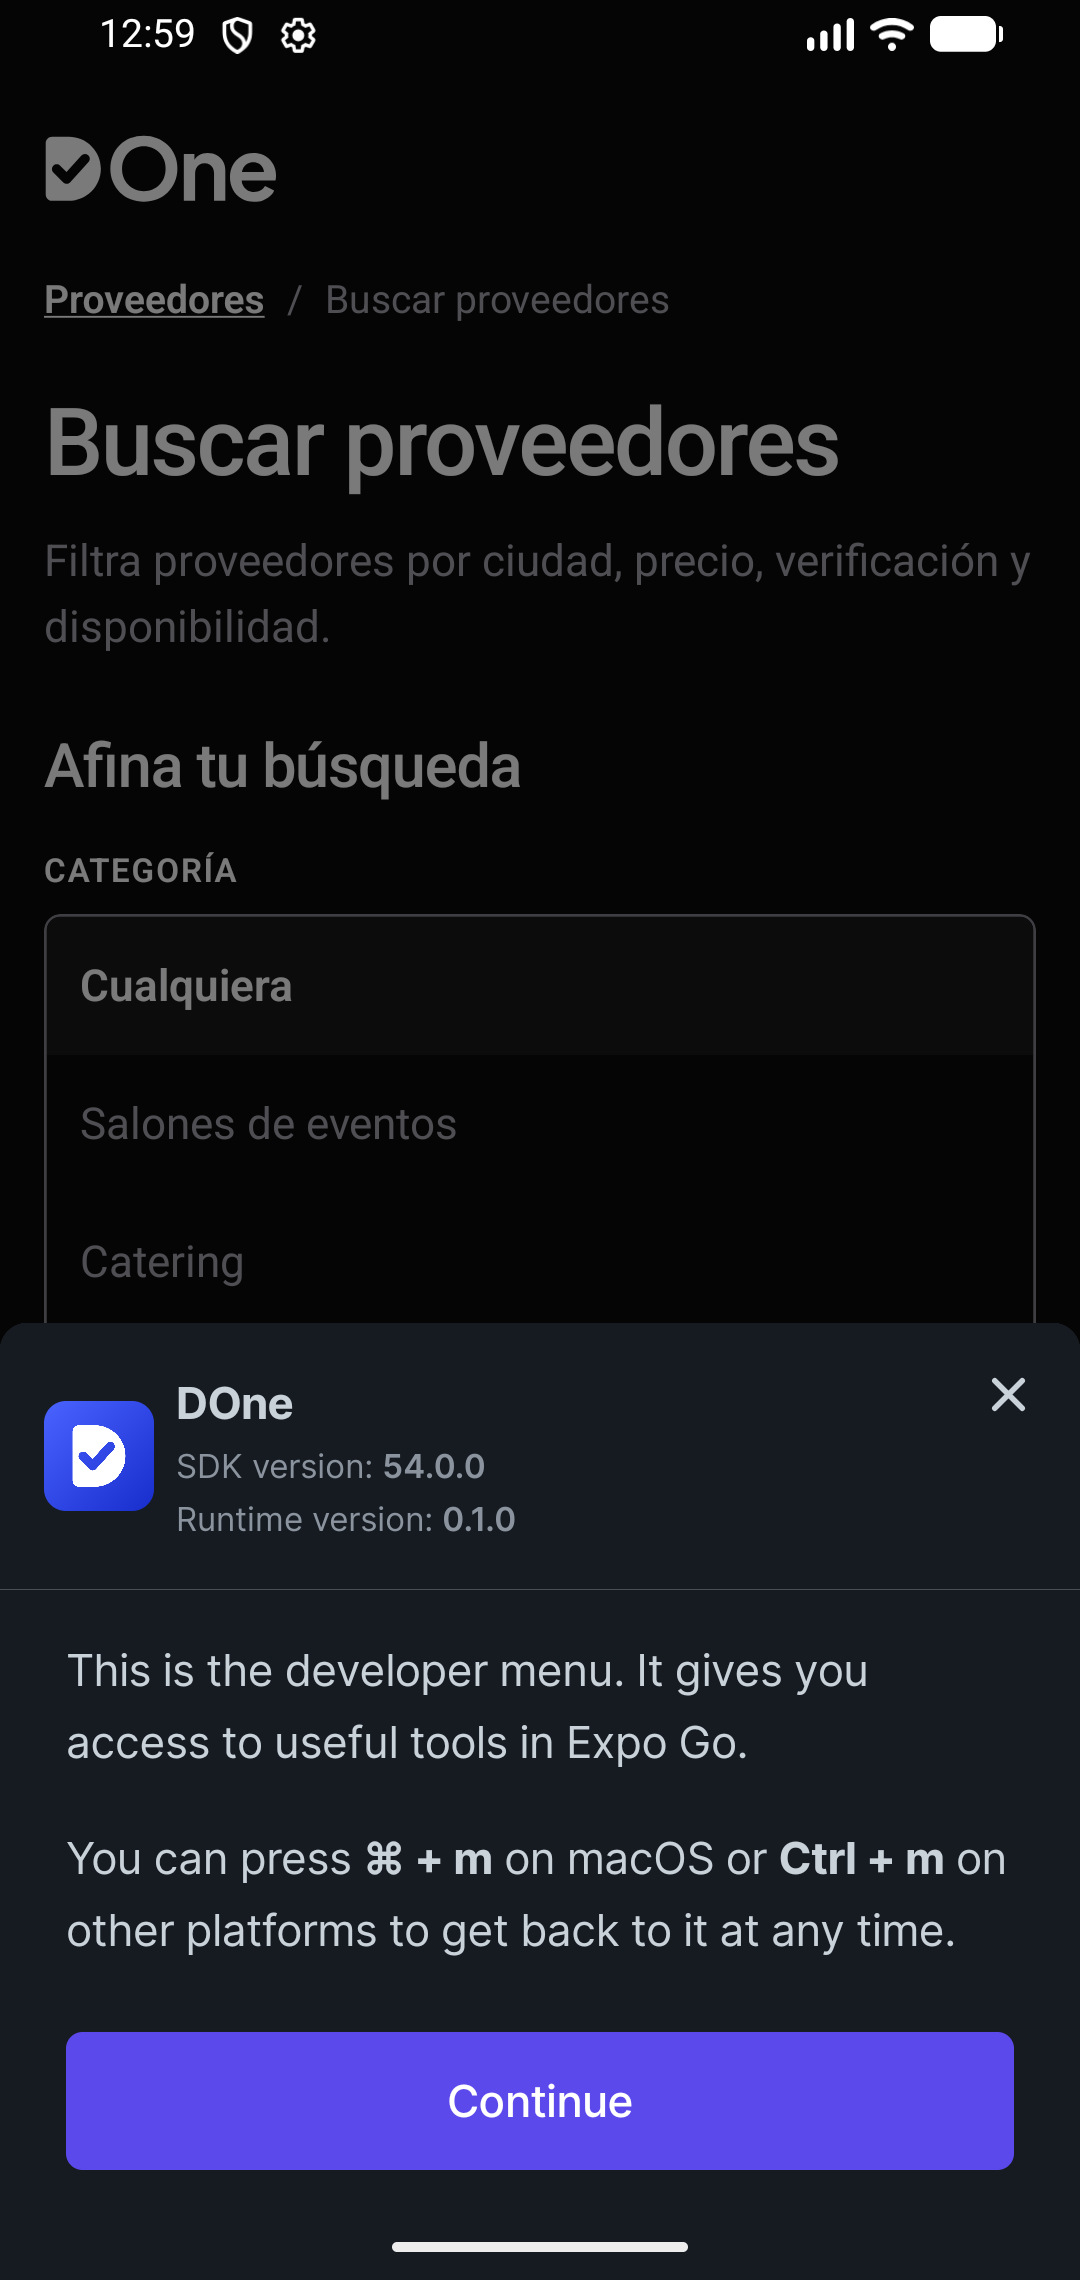 12:59
DOne
Proveedores / Buscar proveedores
Buscar proveedores
Filtra proveedores por ciudad, precio, verificación y
disponibilidad.
Afina tu búsqueda
CATEGORÍA
Cualquiera
Salones de eventos
Catering
DOne
SDK version: 54.0.0
Runtime version: 0.1.0
This is the developer menu. It gives you
access to useful tools in Expo Go.
You can press ⌘ + m on macOS or Ctrl + m on
other platforms to get back to it at any time.
Continue